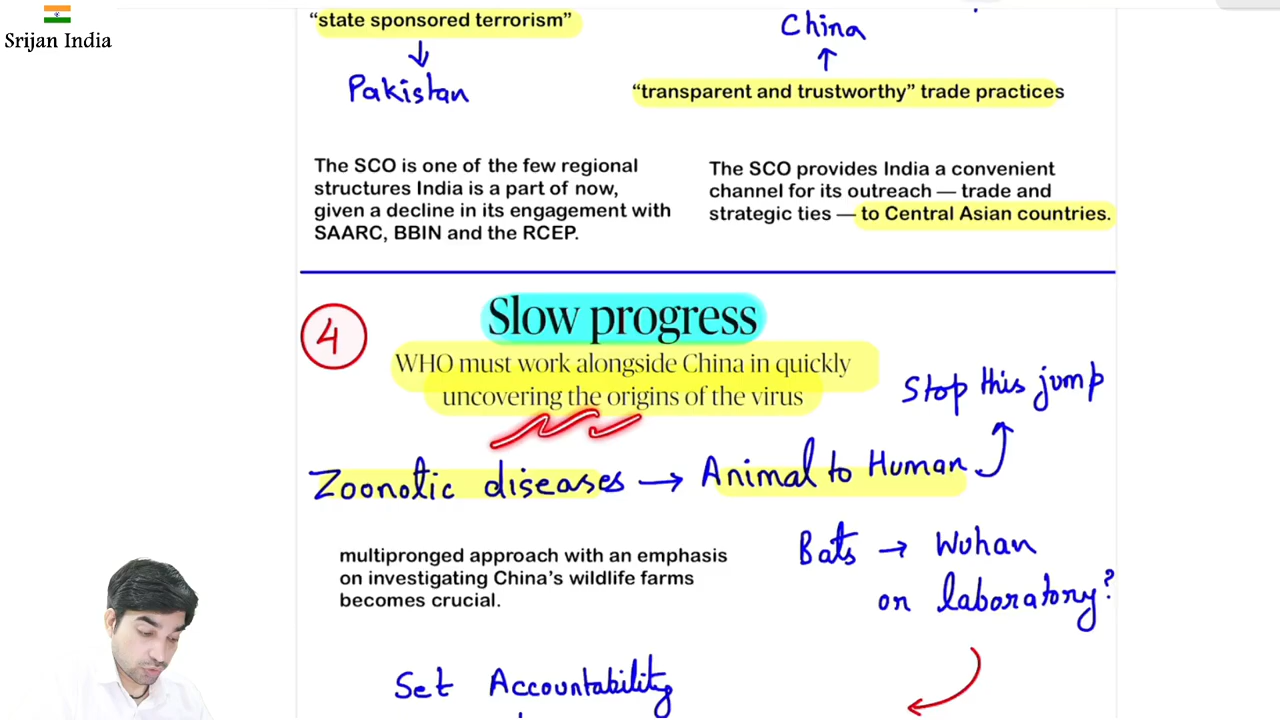 Srijan India
“state sponsored terrorism”
Pakistan
China
“transparent and trustworthy” trade practices
The SCO is one of the few regional
structures India is a part of now,
given a decline in its engagement with
SAARC, BBIN and the RCEP.
The SCO provides India a convenient
channel for its outreach — trade and
strategic ties — to Central Asian countries.
4
Slow progress
WHO must work alongside China in quickly
uncovering the origins of the virus
Stop this jump
Zoonotic diseases → Animal to Human
multipronged approach with an emphasis
on investigating China’s wildlife farms
becomes crucial.
Bats → Wuhan
on laboratory?
Set Accountability